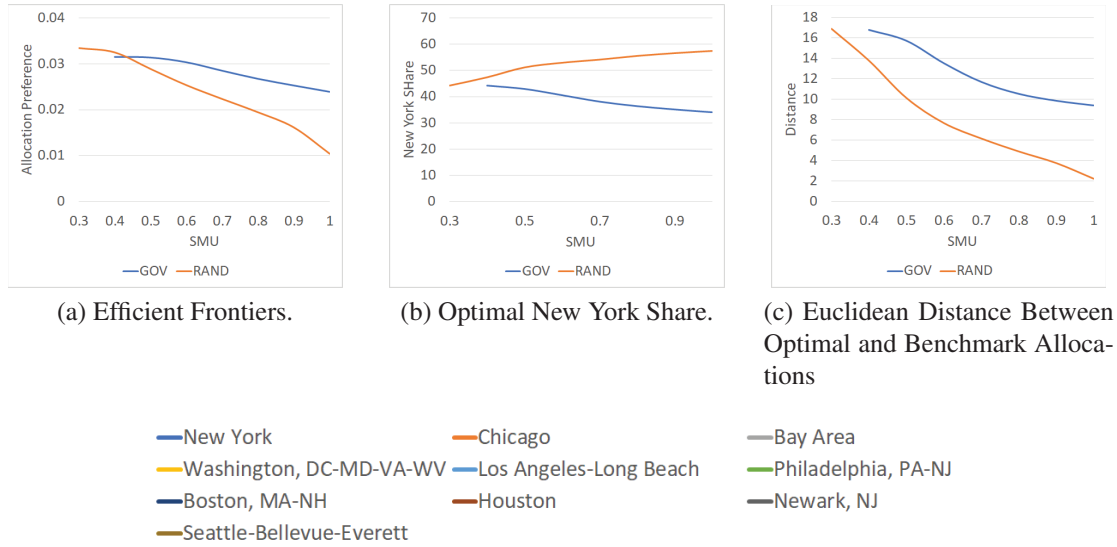 0.04
0.03
0.02
0.01
0
Allocation Preference
0.3 0.4 0.5 0.6 0.7 0.8 0.9 1
SMU
GOV RAND
(a) Efficient Frontiers.
70
60
50
40
30
20
10
0
New York SHare
0.3 0.5 0.7 0.9
SMU
GOV RAND
(b) Optimal New York Share.
18
16
14
12
10
8
6
4
2
0
Distance
0.3 0.4 0.5 0.6 0.7 0.8 0.9 1
SMU
GOV RAND
(c) Euclidean Distance Between
Optimal and Benchmark Alloca-
tions
New York Chicago Bay Area
Washington, DC-MD-VA-WV Los Angeles-Long Beach Philadelphia, PA-NJ
Boston, MA-NH Houston Newark, NJ
Seattle-Bellevue-Everett